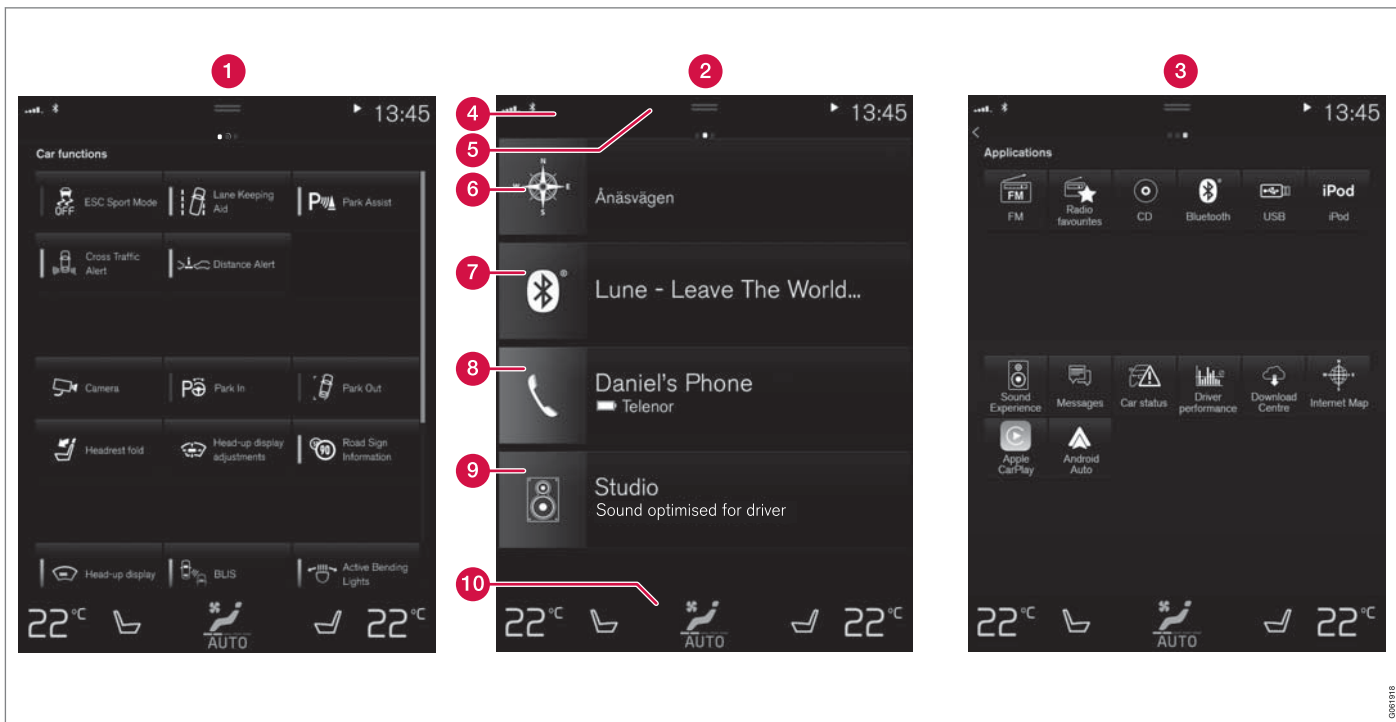 1
2
3
13:45
Car functions
OFF
ESC Sport Mode
Lane Keeping
Aid
P
Park Assist
Cross Traffic
Alert
Distance Alert
Camera
P
Park In
Park Out
Headrest fold
Head-up display
adjustments
90
Road Sign
Information
Head-up display
BLIS
Active Bending
Lights
22°C
AUTO
22°C
4
13:45
5
6
N
W
E
S
Ånäsvägen
7
Lune - Leave The World...
8
Daniel's Phone
Telenor
9
Studio
Sound optimised for driver
10
22°C
AUTO
22°C
13:45
Applications
FM
FM
Radio
favourites
CD
Bluetooth
USB
iPod
iPod
Sound
Experience
Messages
Car status
Driver
performance
Download
Centre
Internet Map
Apple
CarPlay
Android
Auto
22°C
AUTO
22°C
G061918